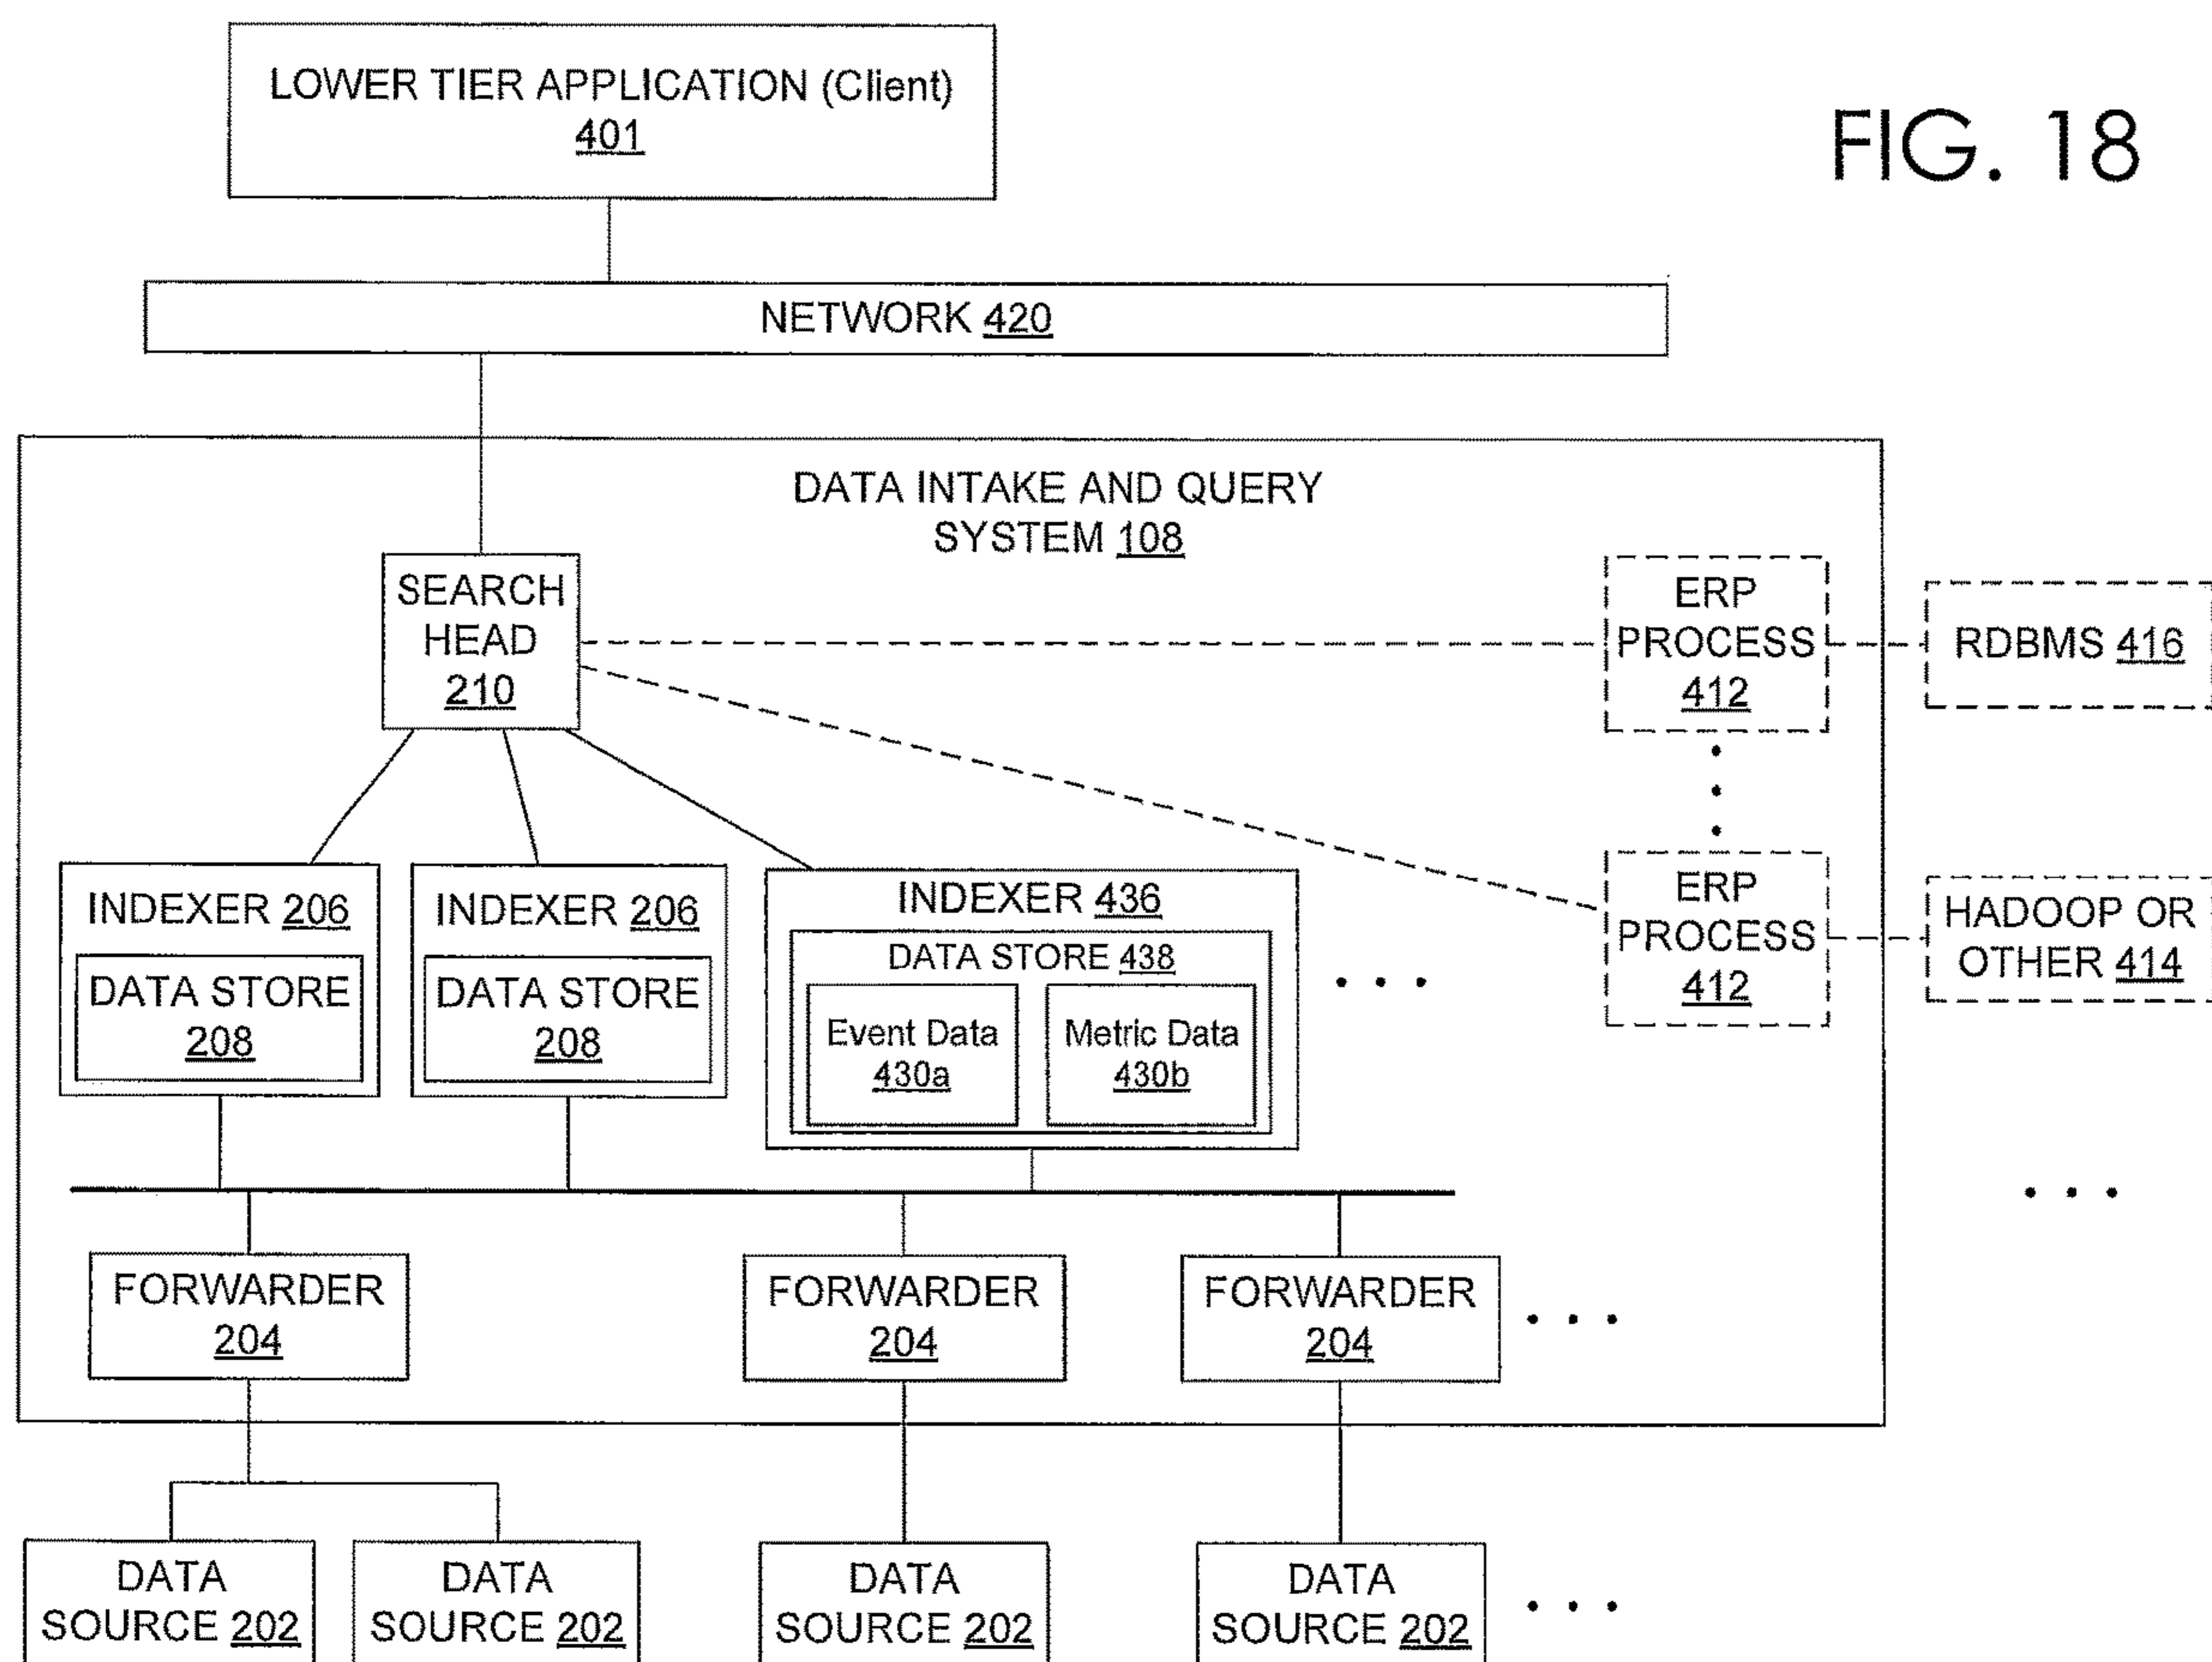 LOWER TIER APPLICATION (Client)
401
FIG. 18
NETWORK 420
DATA INTAKE AND QUERY
SYSTEM 108
SEARCH
HEAD
210
ERP
PROCESS
412
RDBMS 416
INDEXER 206
DATA STORE
208
INDEXER 206
DATA STORE
208
INDEXER 436
DATA STORE 438
Event Data
430a
Metric Data
430b
. . .
ERP
PROCESS
412
HADOOP OR
OTHER 414
. . .
FORWARDER
204
FORWARDER
204
FORWARDER
204
. . .
DATA
SOURCE 202
DATA
SOURCE 202
DATA
SOURCE 202
DATA
SOURCE 202
. . .